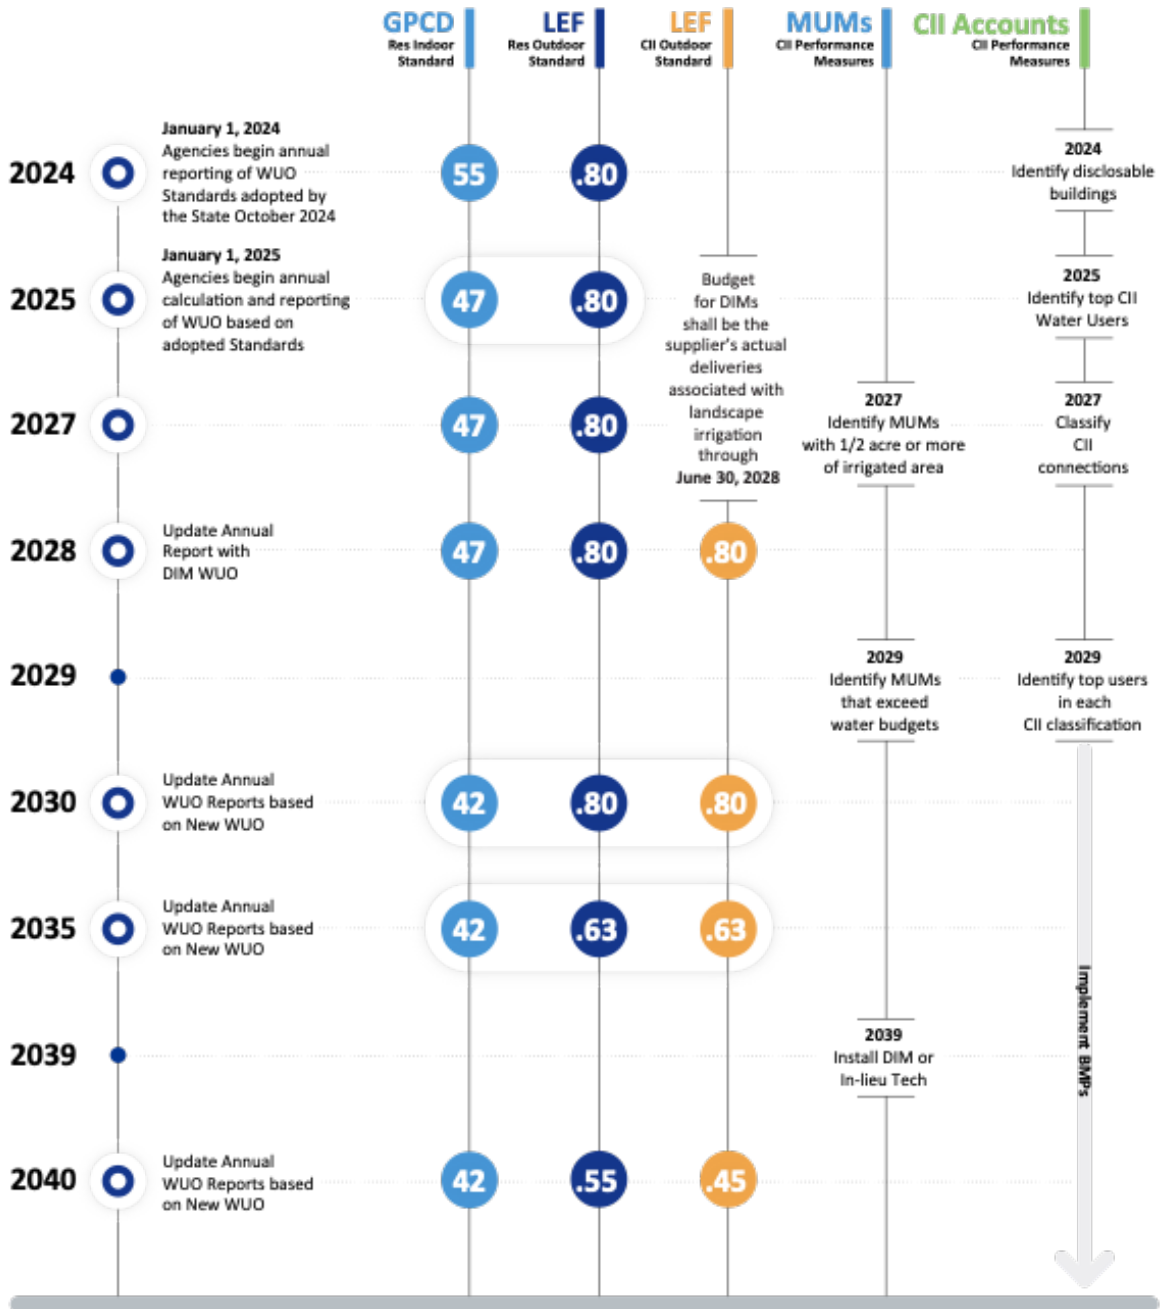 GPCD
Res Indoor
Standard
LEF
Res Outdoor
Standard
LEF
CII Outdoor
Standard
MUMs
CII Performance
Measures
CII Accounts
CII Performance
Measures
2024
January 1, 2024
Agencies begin annual
reporting of WUO
Standards adopted by
the State October 2024
55
.80
2024
Identify disclosable
buildings
2025
January 1, 2025
Agencies begin annual
calculation and reporting
of WUO based on
adopted Standards
47
.80
Budget
for DIMs
shall be the
supplier's actual
deliveries
associated with
landscape
irrigation
through
June 30, 2028
2025
Identify top CII
Water Users
2027
47
.80
2027
Identify MUMs
with 1/2 acre or more
of irrigated area
2027
Classify
CII
connections
2028
Update Annual
Report with
DIM WUO
47
.80
.80
2029
2029
Identify MUMs
that exceed
water budgets
2029
Identify top users
in each
CII classification
2030
Update Annual
WUO Reports based
on New WUO
42
.80
.80
2035
Update Annual
WUO Reports based
on New WUO
42
.63
.63
Implement BMPs
2039
2039
Install DIM or
In-lieu Tech
2040
Update Annual
WUO Reports based
on New WUO
42
.55
.45